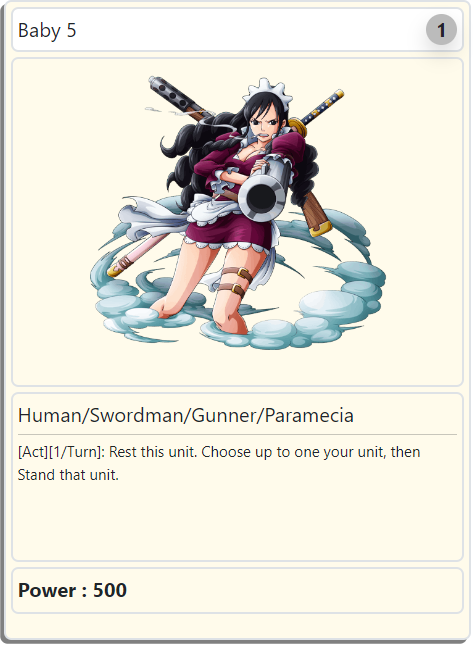 Baby 5
1
Human/Swordman/Gunner/Paramecia
[Act][1/Turn]: Rest this unit. Choose up to one your unit, then
Stand that unit.
Power : 500